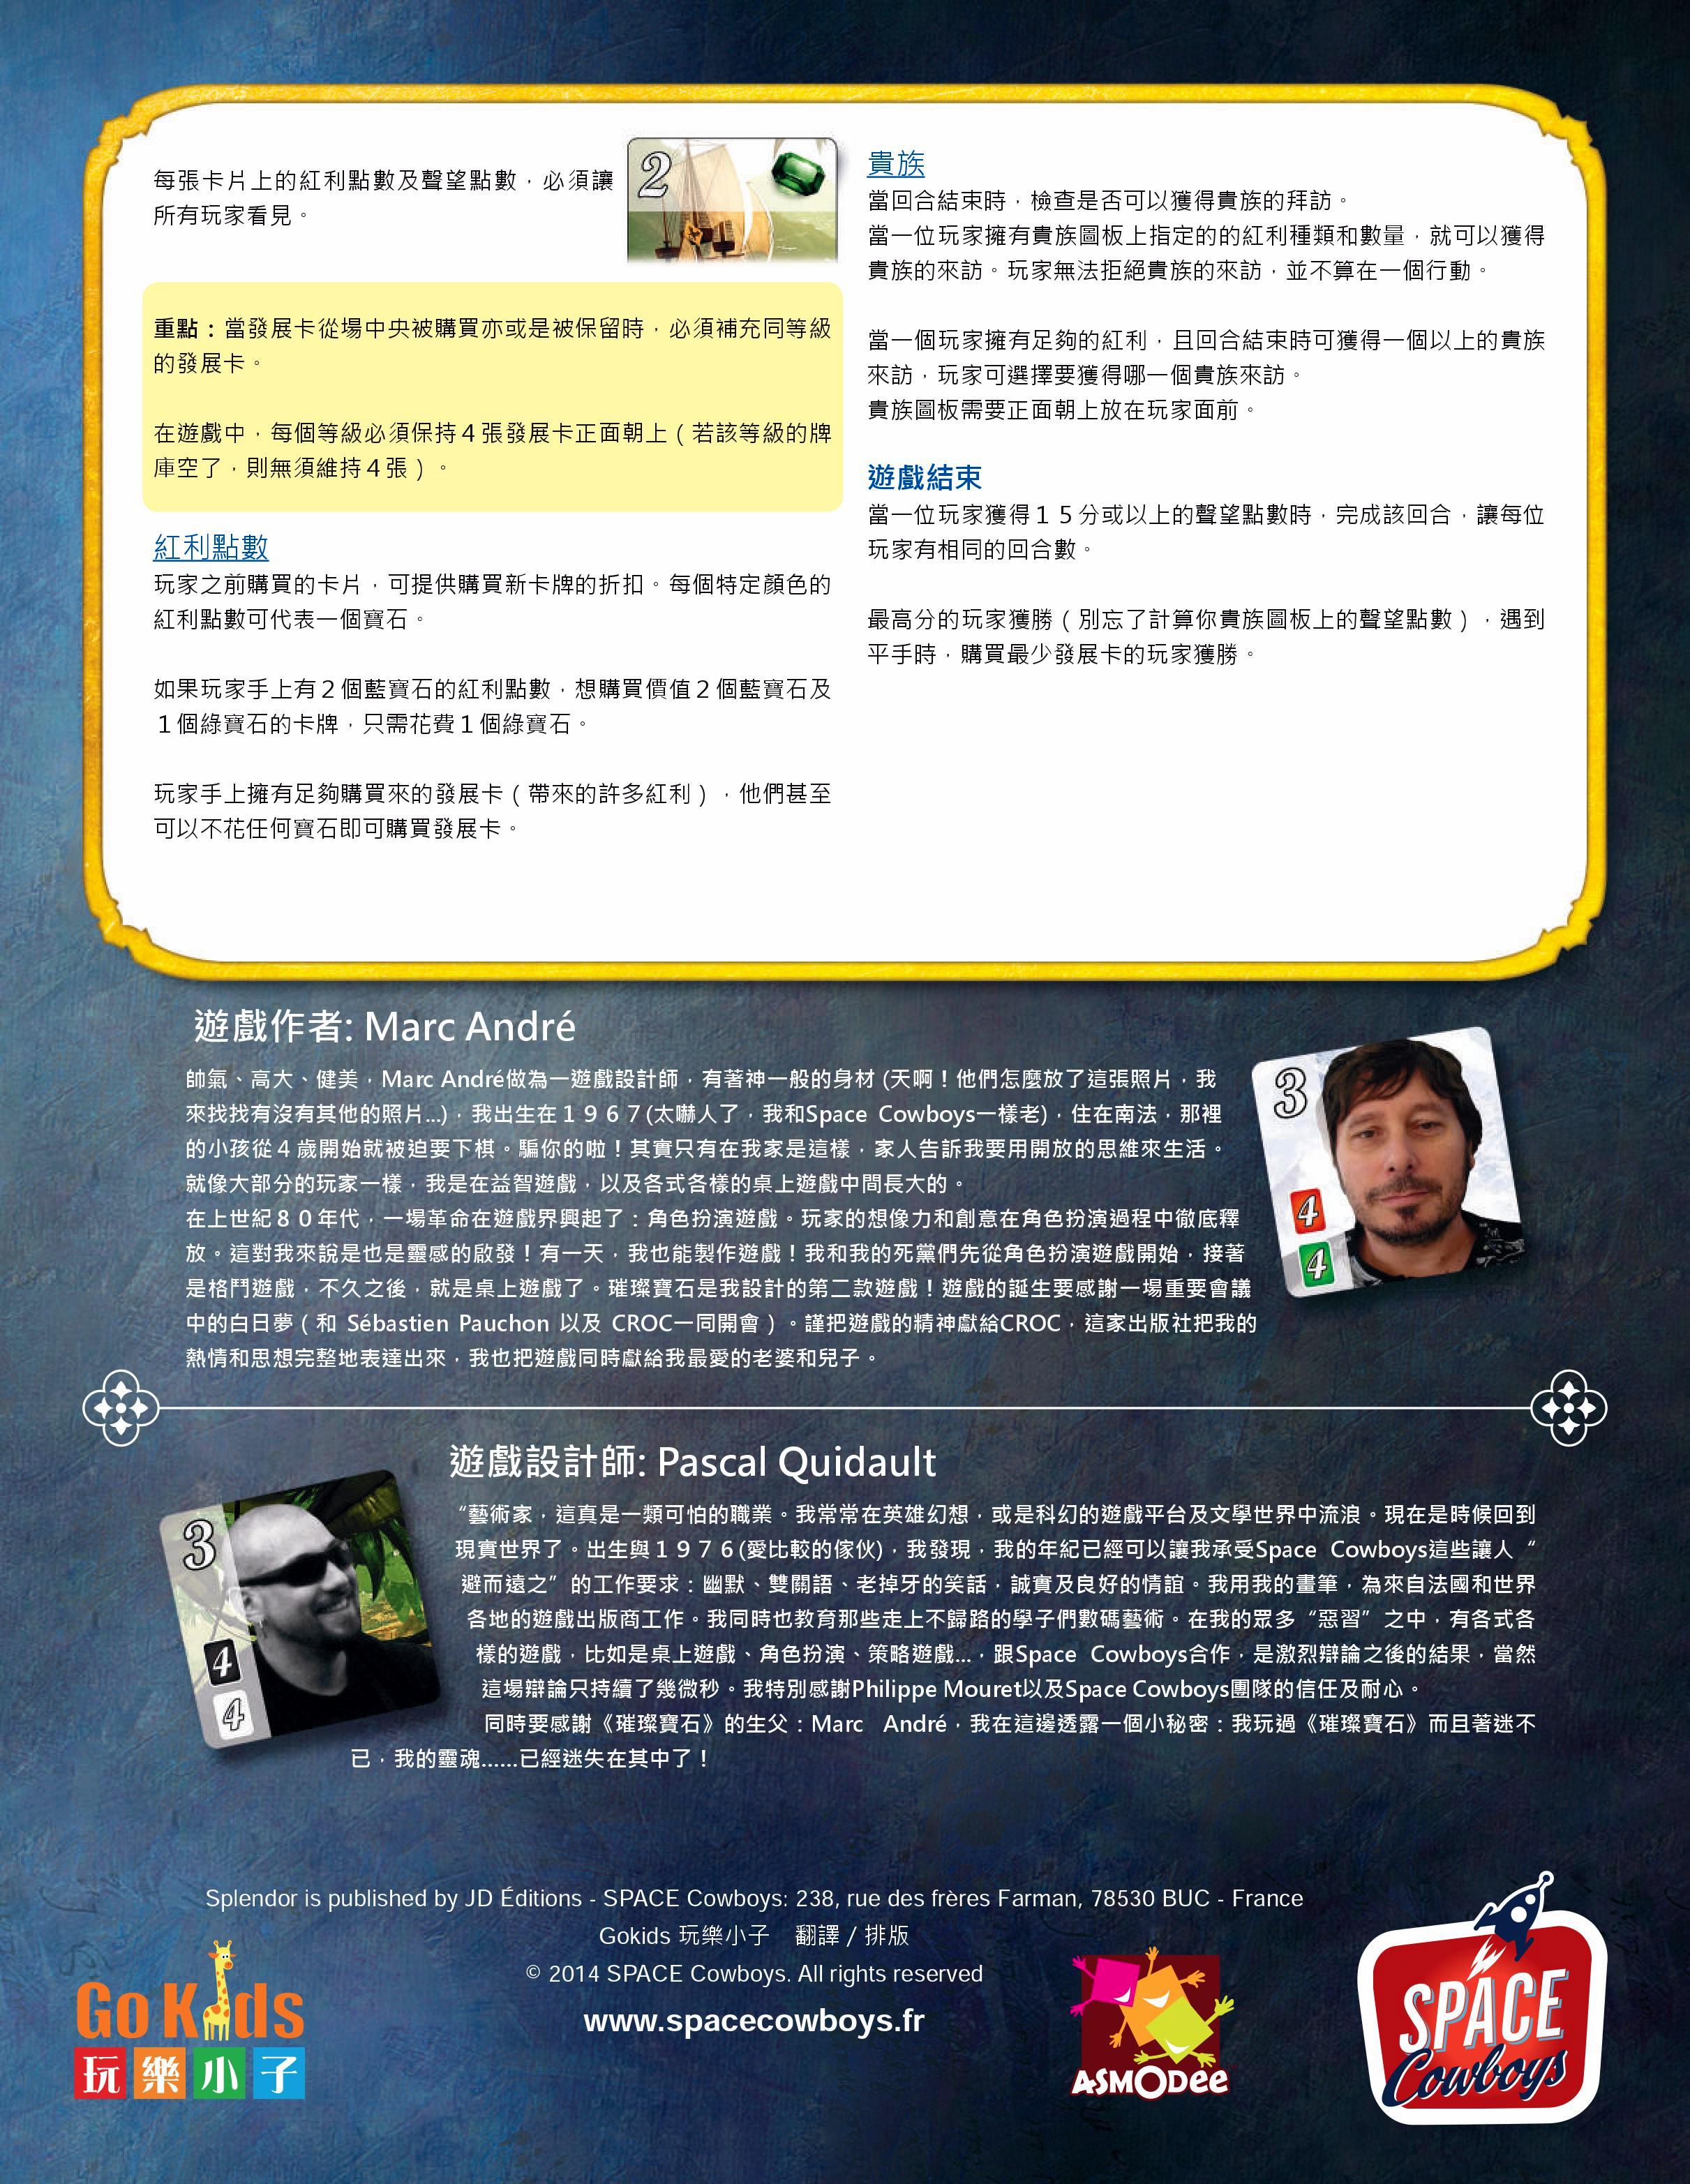 每張卡片上的紅利點數及聲望點數，必須讓
所有玩家看見。
2
重點：當發展卡從場中央被購買亦或是被保留時，必須補充同等級
的發展卡。
在遊戲中，每個等級必須保持４張發展卡正面朝上（若該等級的牌
庫空了，則無須維持４張）。
紅利點數
玩家之前購買的卡片，可提供購買新卡牌的折扣。每個特定顏色的
紅利點數可代表一個寶石。
如果玩家手上有２個藍寶石的紅利點數，想購買價值２個藍寶石及
１個綠寶石的卡牌，只需花費１個綠寶石。
玩家手上擁有足夠購買來的發展卡（帶來的許多紅利），他們甚至
可以不花任何寶石即可購買發展卡。
貴族
當回合結束時，檢查是否可以獲得貴族的拜訪。
當一位玩家擁有貴族圖板上指定的的紅利種類和數量，就可以獲得
貴族的來訪。玩家無法拒絕貴族的來訪，並不算在一個行動。
當一個玩家擁有足夠的紅利，且回合結束時可獲得一個以上的貴族
來訪，玩家可選擇要獲得哪一個貴族來訪。
貴族圖板需要正面朝上放在玩家面前。
遊戲結束
當一位玩家獲得１５分或以上的聲望點數時，完成該回合，讓每位
玩家有相同的回合數。
最高分的玩家獲勝（別忘了計算你貴族圖板上的聲望點數），遇到
平手時，購買最少發展卡的玩家獲勝。
遊戲作者: Marc André
帥氣、高大、健美，Marc André做為一遊戲設計師，有著神一般的身材 (天啊！他們怎麼放了這張照片，我
來找找有沒有其他的照片...)，我出生在１９６７(太嚇人了，我和Space Cowboys一樣老)，住在南法，那裡
的小孩從４歲開始就被迫要下棋。騙你的啦！其實只有在我家是這樣，家人告訴我要用開放的思維來生活。
就像大部分的玩家一樣，我是在益智遊戲，以及各式各樣的桌上遊戲中間長大的。
在上世紀８０年代，一場革命在遊戲界興起了：角色扮演遊戲。玩家的想像力和創意在角色扮演過程中徹底釋
放。這對我來說是也是靈感的啟發！有一天，我也能製作遊戲！我和我的死黨們先從角色扮演遊戲開始，接著
是格鬥遊戲，不久之後，就是桌上遊戲了。璀璨寶石是我設計的第二款遊戲！遊戲的誕生要感謝一場重要會議
中的白日夢（和 Sébastien Pauchon 以及 CROC一同開會）。謹把遊戲的精神獻給CROC，這家出版社把我的
熱情和思想完整地表達出來，我也把遊戲同時獻給我最愛的老婆和兒子。
3
4
4
遊戲設計師: Pascal Quidault
“藝術家，這真是一類可怕的職業。我常常在英雄幻想，或是科幻的遊戲平台及文學世界中流浪。現在是時候回到
現實世界了。出生與１９７６(愛比較的傢伙)，我發現，我的年紀已經可以讓我承受Space Cowboys這些讓人“
避而遠之”的工作要求：幽默、雙關語、老掉牙的笑話，誠實及良好的情誼。我用我的畫筆，為來自法國和世界
各地的遊戲出版商工作。我同時也教育那些走上不歸路的學子們數碼藝術。在我的眾多“惡習”之中，有各式各
樣的遊戲，比如是桌上遊戲、角色扮演、策略遊戲...，跟Space Cowboys合作，是激烈辯論之後的結果，當然
這場辯論只持續了幾微秒。我特別感謝Philippe Mouret以及Space Cowboys團隊的信任及耐心。
同時要感謝《璀璨寶石》的生父：Marc André，我在這邊透露一個小秘密：我玩過《璀璨寶石》而且著迷不
已，我的靈魂......已經迷失在其中了！
3
4
4
Splendor is published by JD Éditions - SPACE Cowboys: 238, rue des frères Farman, 78530 BUC - France
Gokids 玩樂小子　翻譯 / 排版
© 2014 SPACE Cowboys. All rights reserved
www.spacecowboys.fr
Go Kids
玩樂小子
ASMODee
SPACE
Cowboys